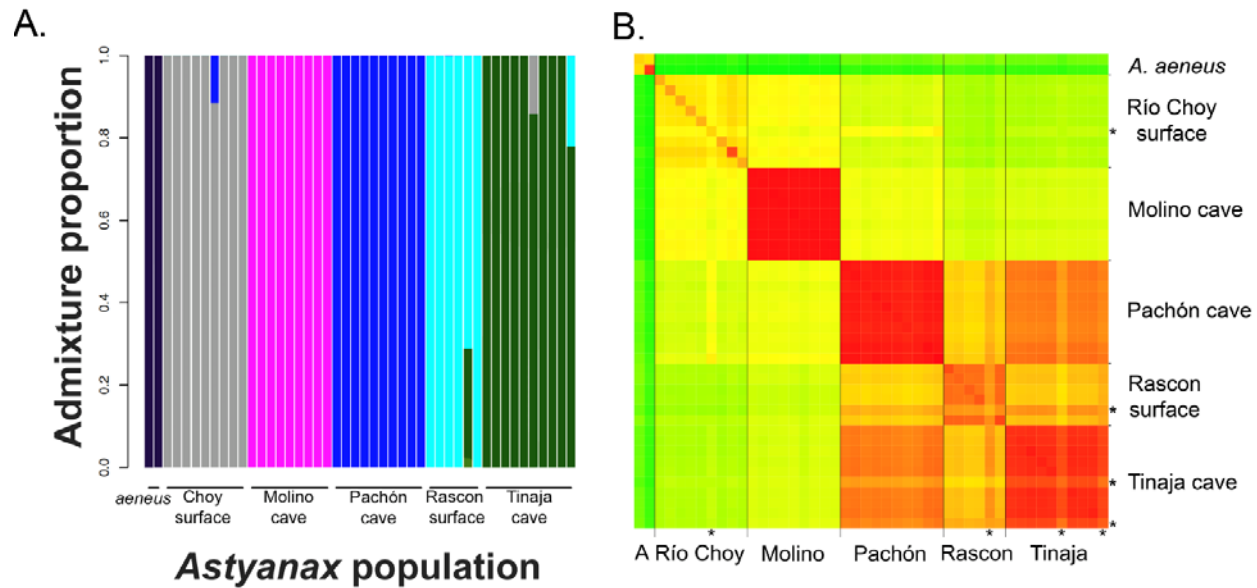 A.
Admixture proportion
1.0
0.8
0.6
0.4
0.2
0.0
aeneus
Choy
surface
Molino
cave
Pachón
cave
Rascon
surface
Tinaja
cave
Astyanax population
B.
A. aeneus
Río Choy
surface
*
Molino cave
Pachón cave
Rascon
surface
*
Tinaja cave
*
*
* * * *
A Río Choy Molino Pachón Rascon Tinaja